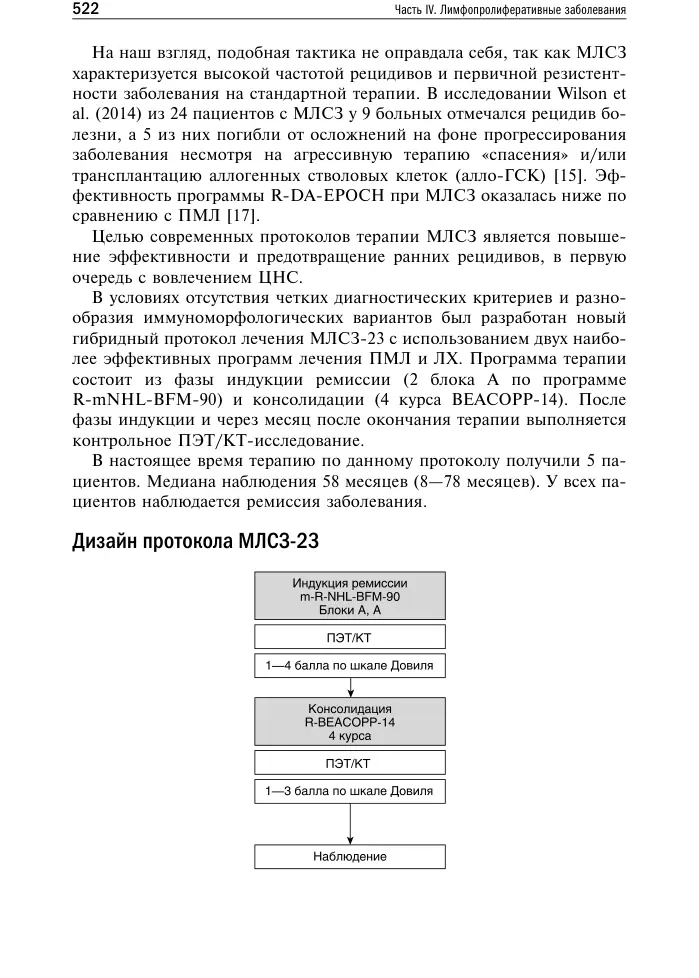 522
Часть IV. Лимфопролиферативные заболевания
На наш взгляд, подобная тактика не оправдала себя, так как МЛСЗ
характеризуется высокой частотой рецидивов и первичной резистент-
ности заболевания на стандартной терапии. В исследовании Wilson et
al. (2014) из 24 пациентов с МЛСЗ у 9 больных отмечался рецидив бо-
лезни, а 5 из них погибли от осложнений на фоне прогрессирования
заболевания несмотря на агрессивную терапию «спасения» и/или
трансплантацию аллогенных стволовых клеток (алло-ГСК) [15]. Эф-
фективность программы R-DA-EPOCH при МЛСЗ оказалась ниже по
сравнению с ПМЛ [17].
Целью современных протоколов терапии МЛСЗ является повыше-
ние эффективности и предотвращение ранних рецидивов, в первую
очередь с вовлечением ЦНС.
В условиях отсутствия четких диагностических критериев и разно-
образия иммуноморфологических вариантов был разработан новый
гибридный протокол лечения МЛСЗ-23 с использованием двух наибо-
лее эффективных программ лечения ПМЛ и ЛХ. Программа терапии
состоит из фазы индукции ремиссии (2 блока А по программе
R-mNHL-BFM-90) и консолидации (4 курса BEACOPP-14). После
фазы индукции и через месяц после окончания терапии выполняется
контрольное ПЭТ/КТ-исследование.
В настоящее время терапию по данному протоколу получили 5 па-
циентов. Медиана наблюдения 58 месяцев (8—78 месяцев). У всех па-
циентов наблюдается ремиссия заболевания.
Дизайн протокола МЛСЗ-23
Индукция ремиссии
m-R-NHL-BFM-90
Блоки А, А
ПЭТ/КТ
1—4 балла по шкале Довиля
Консолидация
R-BEACOPP-14
4 курса
ПЭТ/КТ
1—3 балла по шкале Довиля
Наблюдение